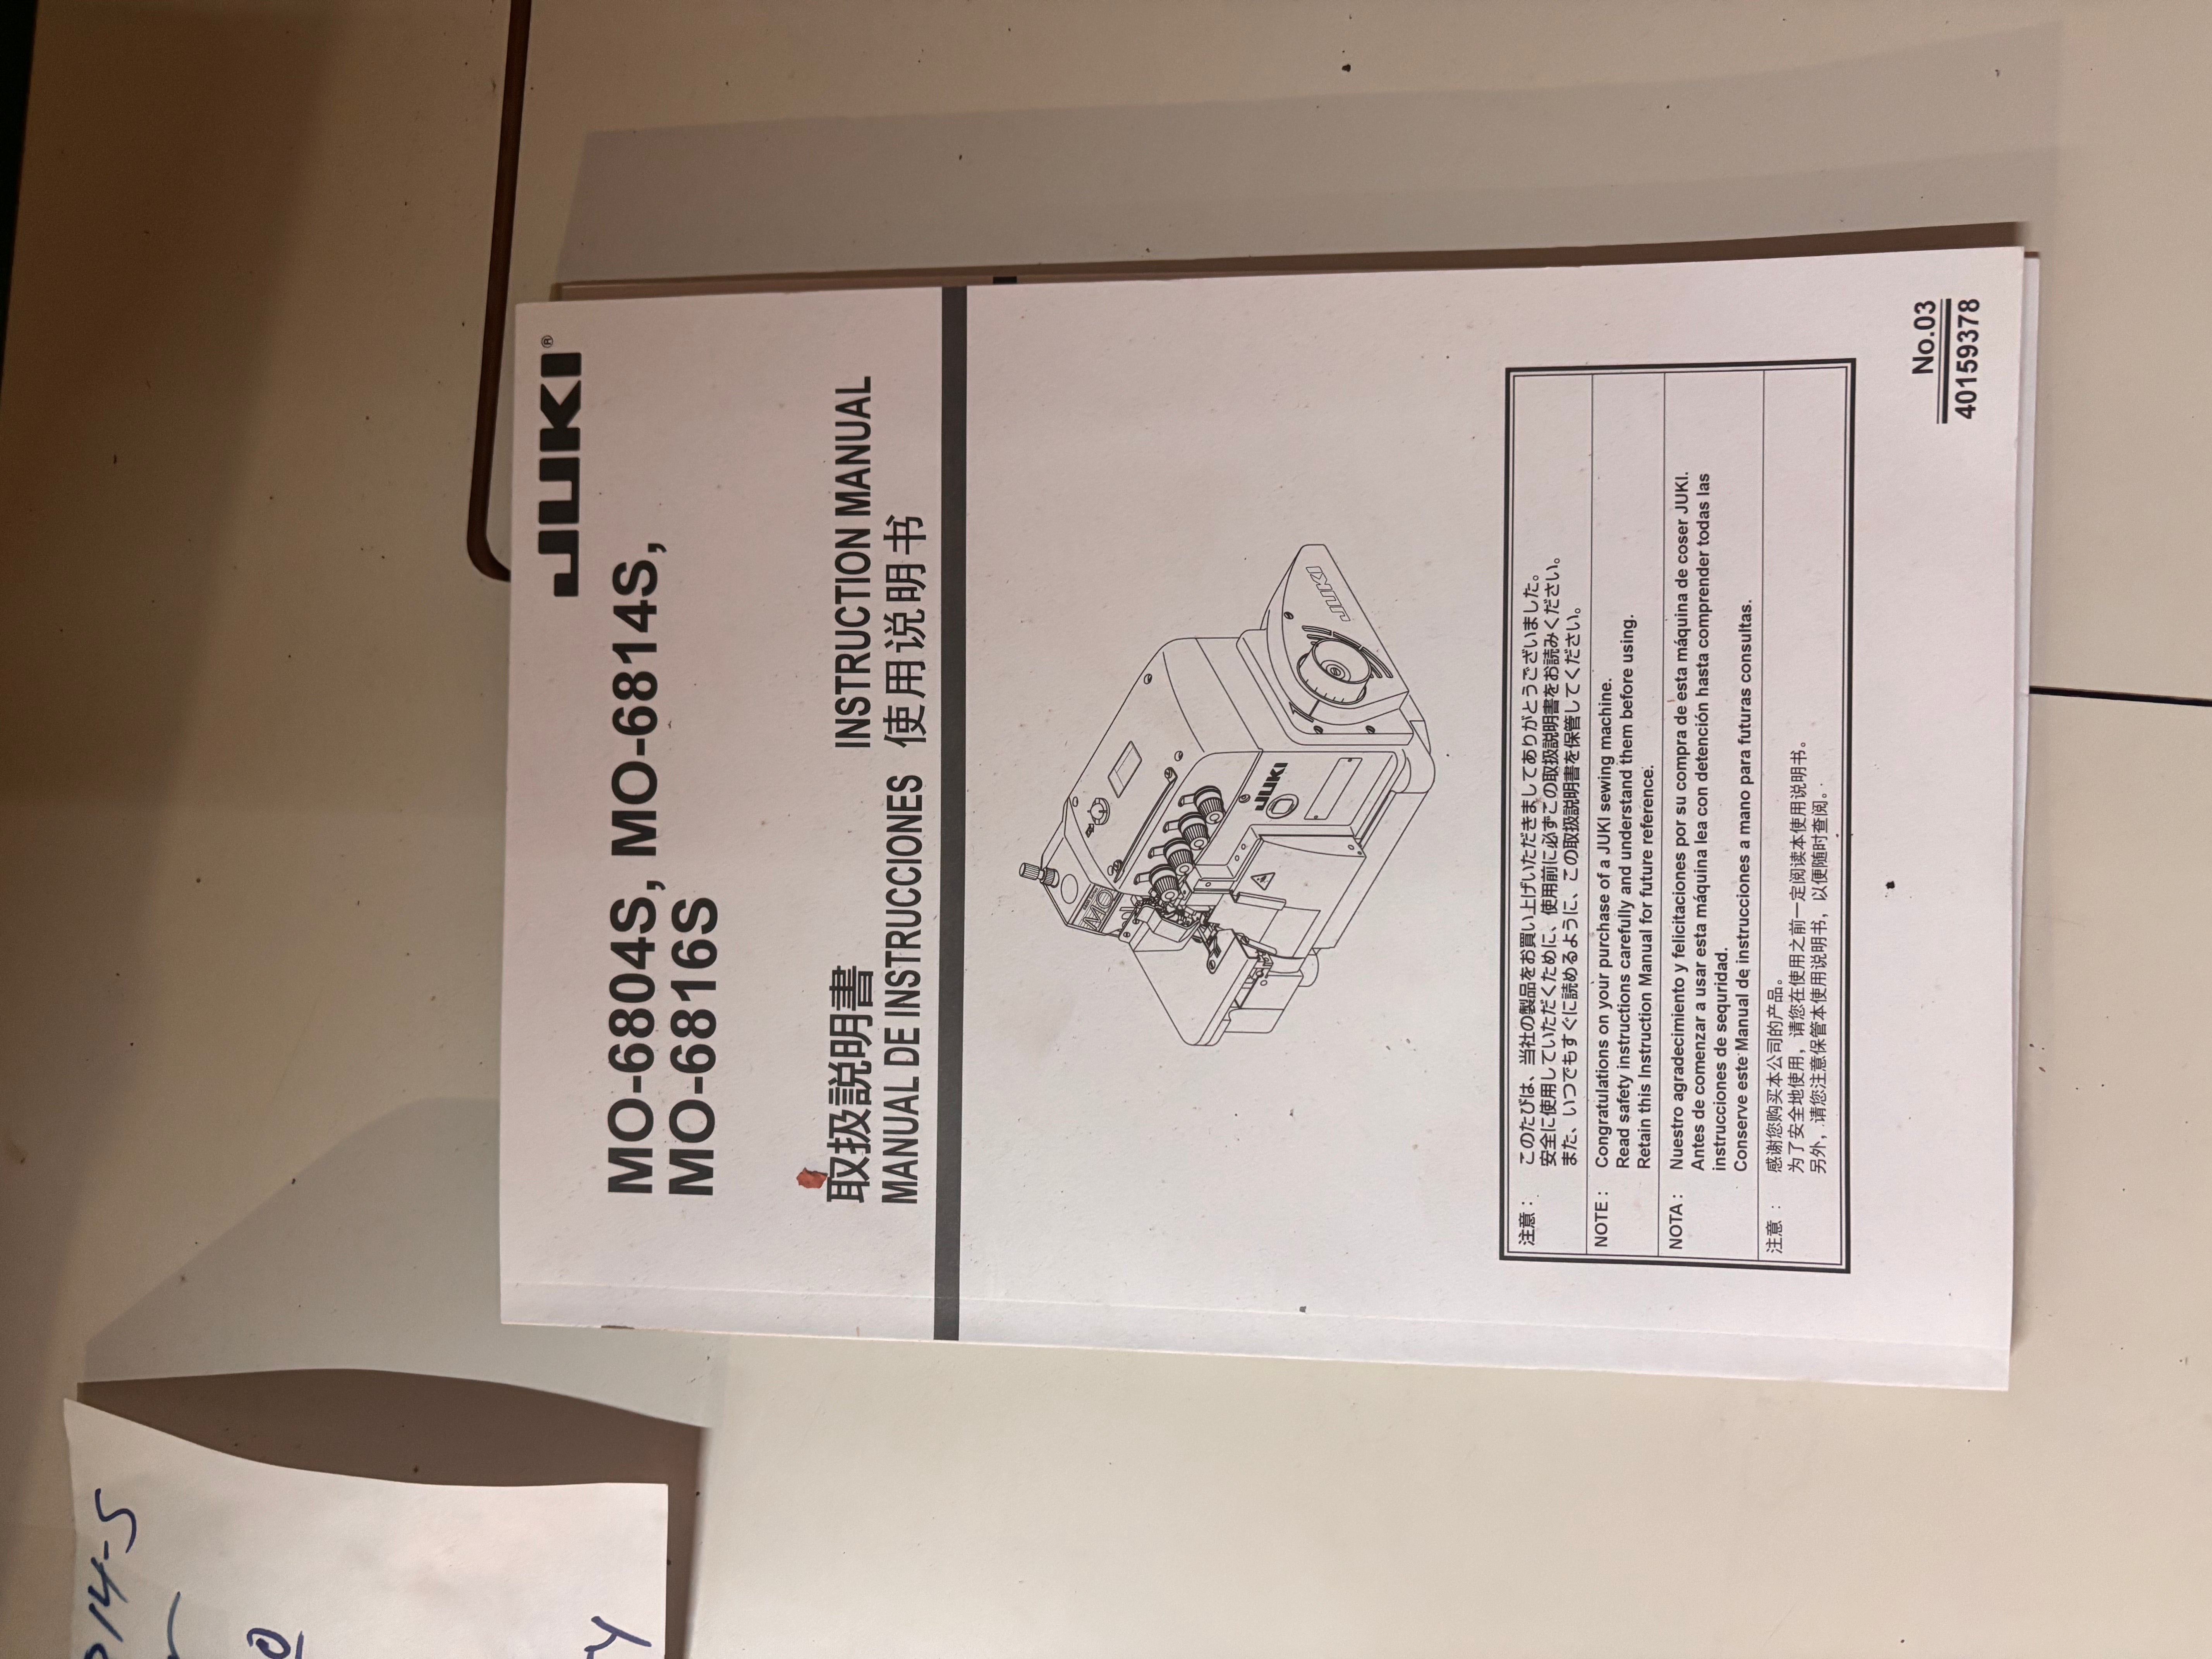 JUKI®
MO-6804S, MO-6814S,
MO-6816S
取扱説明書 INSTRUCTION MANUAL
MANUAL DE INSTRUCCIONES 使用说明书
MO
JUKI
JUKI
注意： このたびは、当社の製品をお買い上げいただきましてありがとうございました。
安全に使用していただくために、使用前に必ずこの取扱説明書をお読みください。
また、いつでもすぐに読めるように、この取扱説明書を保管してください。
NOTE : Congratulations on your purchase of a JUKI sewing machine.
Read safety instructions carefully and understand them before using.
Retain this Instruction Manual for future reference.
NOTA : Nuestro agradecimiento y felicitaciones por su compra de esta máquina de coser JUKI.
Antes de comenzar a usar esta máquina lea con detención hasta comprender todas las
instrucciones de sequridad.
Conserve este Manual de instrucciones a mano para futuras consultas.
注意 ： 感谢您购买本公司的产品。
为了安全地使用，请您在使用之前一定阅读本使用说明书。
另外，请您注意保管本使用说明书，以便随时查阅。
No.03
40159378
14-S